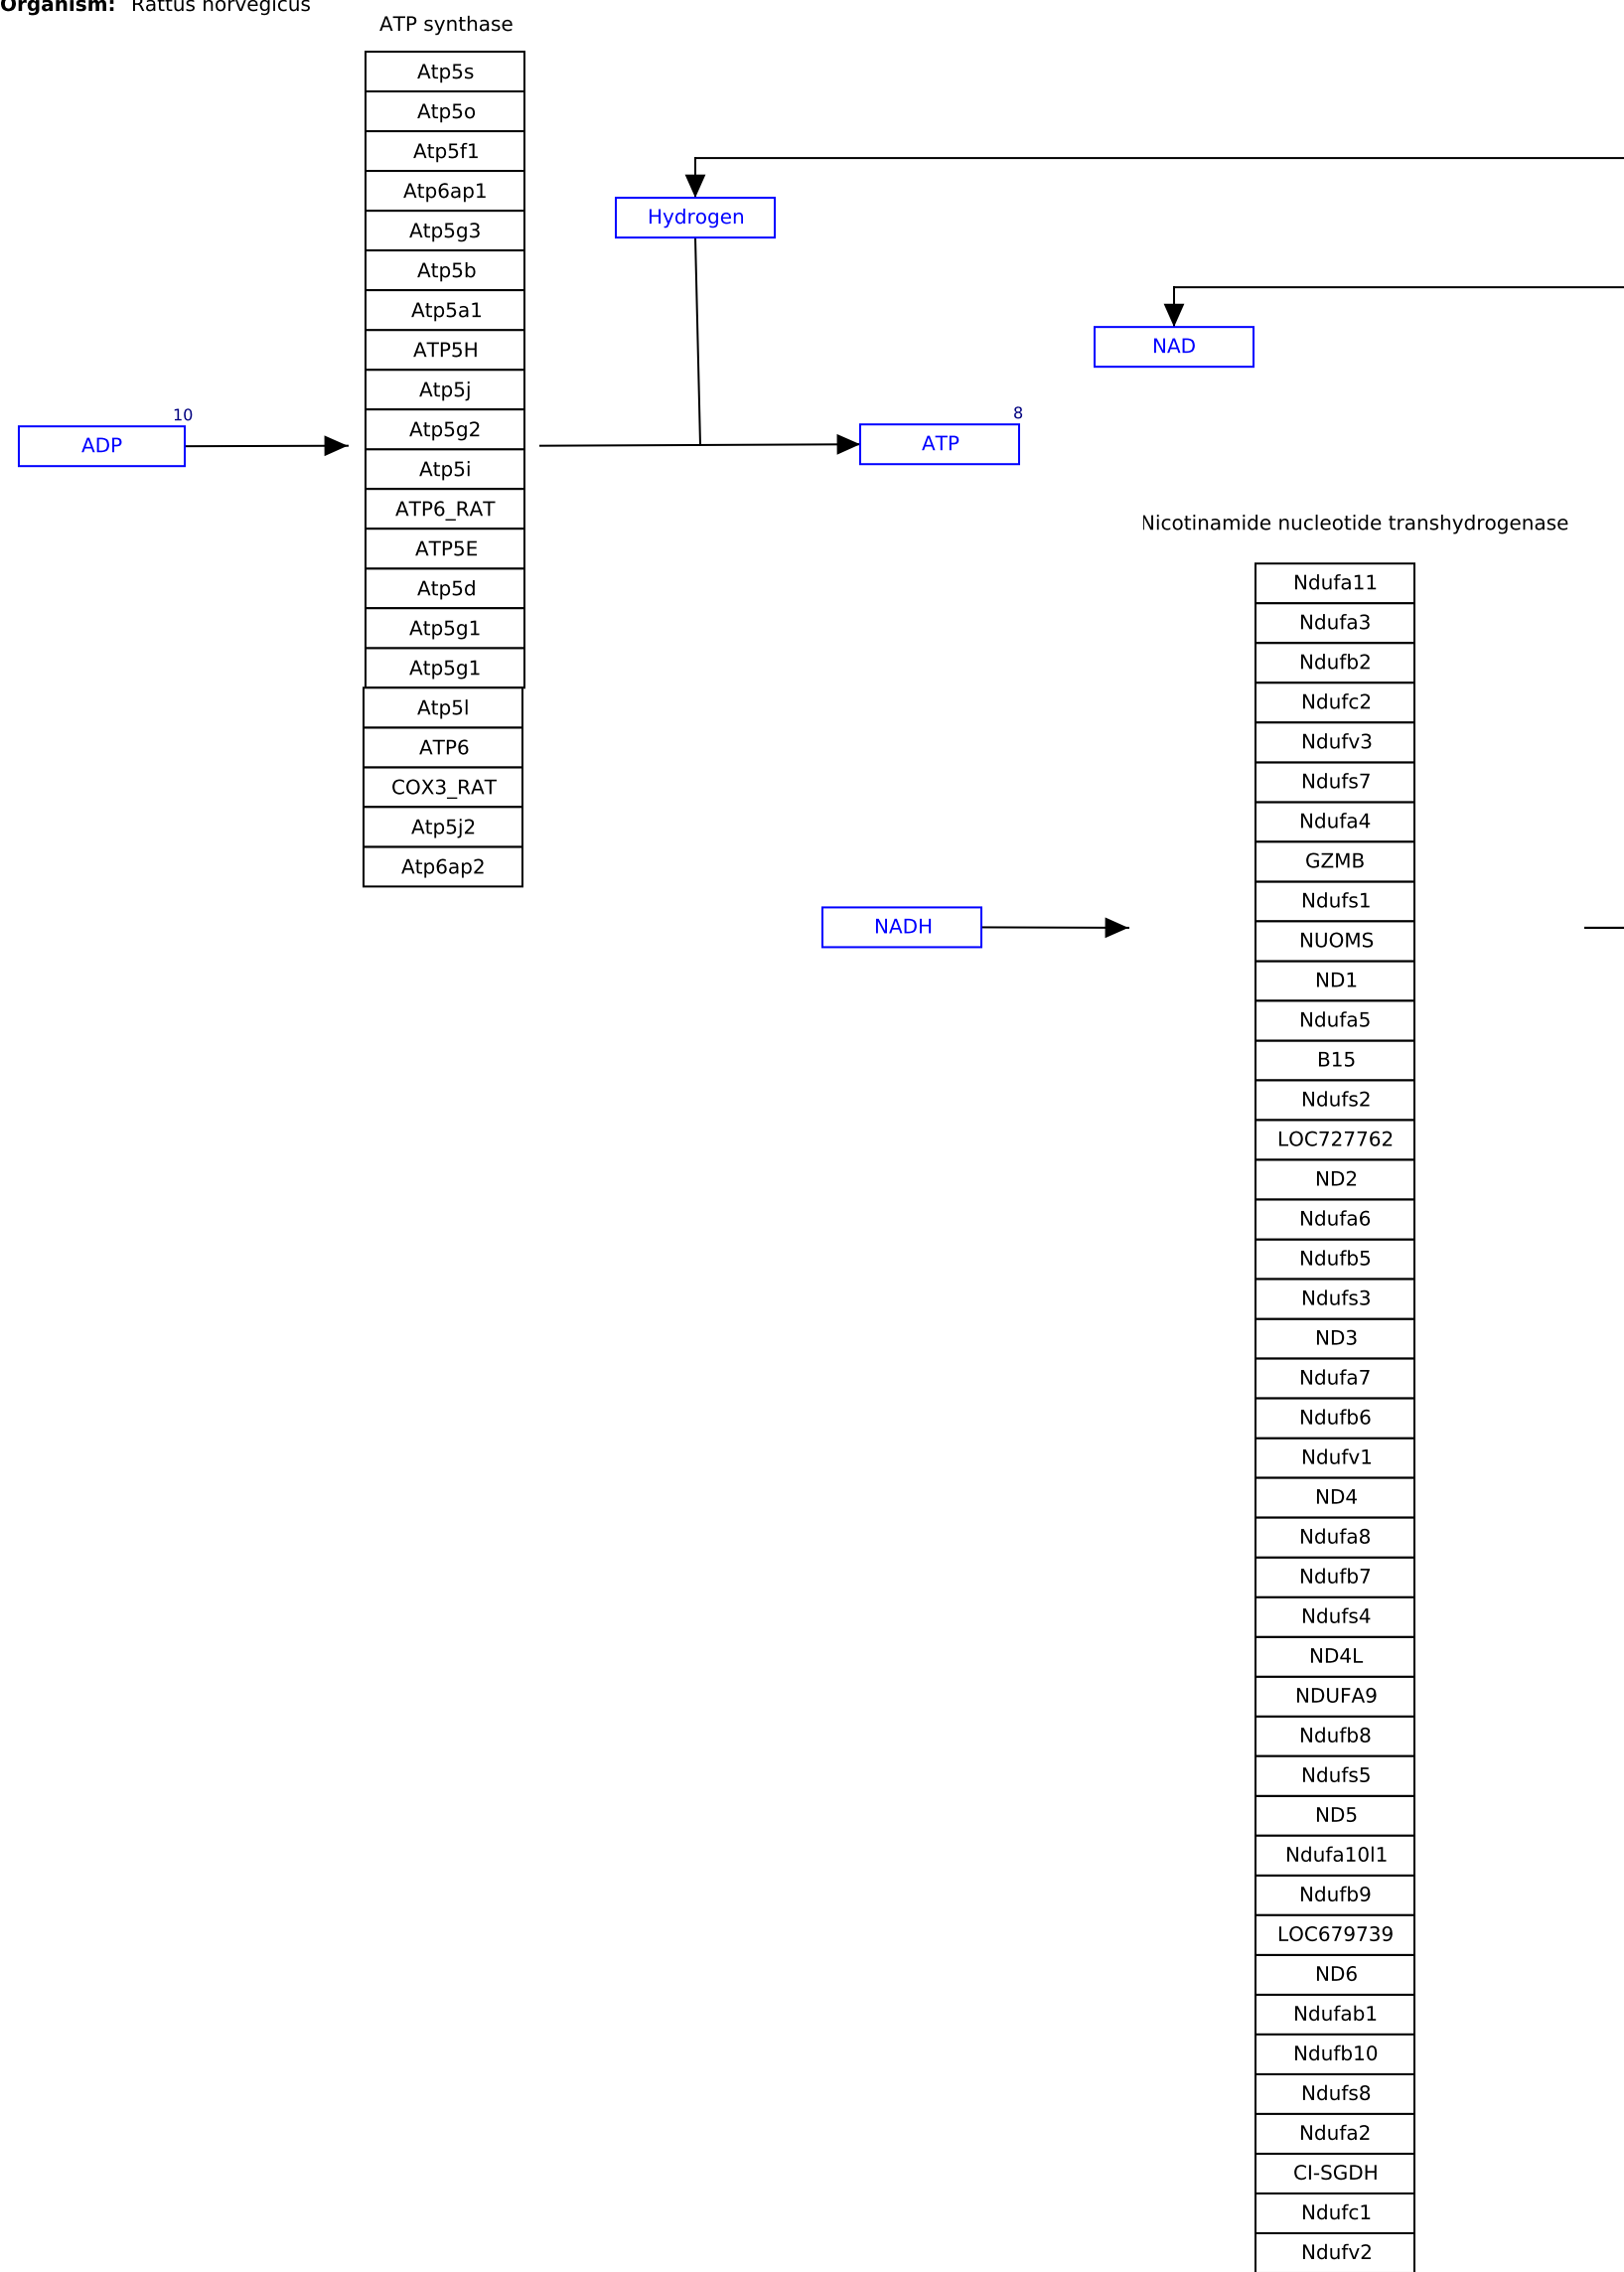 Organism: Rattus norvegicus
ATP synthase
Atp5s
Atp5o
Atp5f1
Atp6ap1
Atp5g3
Atp5b
Atp5a1
ATP5H
Atp5j
Atp5g2
Atp5i
ATP6_RAT
ATP5E
Atp5d
Atp5g1
Atp5g1
Atp5l
ATP6
COX3_RAT
Atp5j2
Atp6ap2
Hydrogen
NAD
10
ADP
8
ATP
NADH
Nicotinamide nucleotide transhydrogenase
Ndufa11
Ndufa3
Ndufb2
Ndufc2
Ndufv3
Ndufs7
Ndufa4
GZMB
Ndufs1
NUOMS
ND1
Ndufa5
B15
Ndufs2
LOC727762
ND2
Ndufa6
Ndufb5
Ndufs3
ND3
Ndufa7
Ndufb6
Ndufv1
ND4
Ndufa8
Ndufb7
Ndufs4
ND4L
NDUFA9
Ndufb8
Ndufs5
ND5
Ndufa10l1
Ndufb9
LOC679739
ND6
Ndufab1
Ndufb10
Ndufs8
Ndufa2
CI-SGDH
Ndufc1
Ndufv2